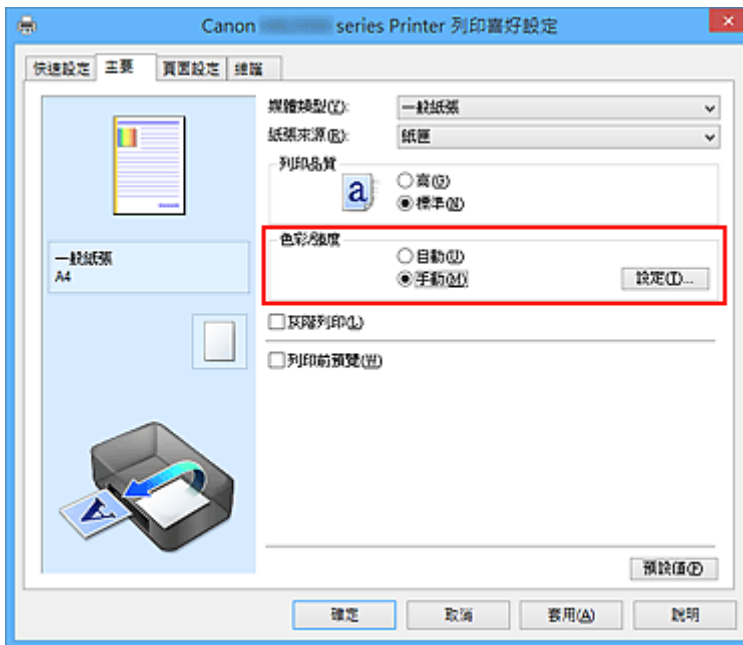 Canon series Printer 列印喜好設定
快速設定 主要 頁面設定 維護
媒體類型(Y): 一般紙張
紙張來源(R): 紙匣
列印品質
高(G)
標準(N)
色彩/強度
自動(U)
手動(M) 設定(T)...
一般紙張
A4
灰階列印(L)
列印前預覽(W)
預設值(F)
確定 取消 套用(A) 說明